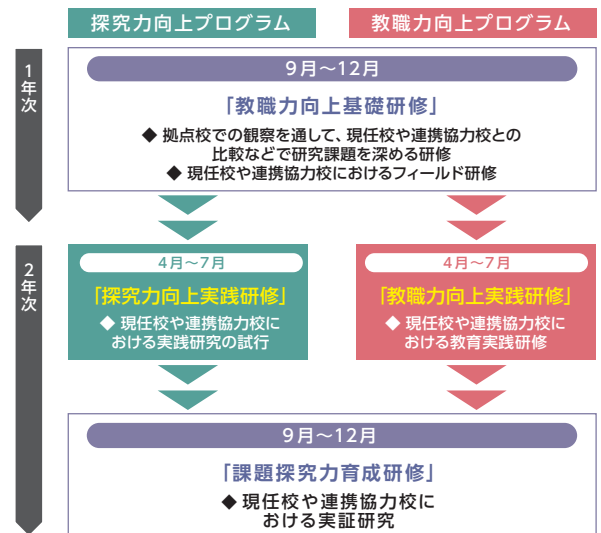 探究力向上プログラム
教職力向上プログラム
1年次
9月〜12月
「教職力向上基礎研修」
◆ 拠点校での観察を通して、現任校や連携協力校との
比較などで研究課題を深める研修
◆ 現任校や連携協力校におけるフィールド研修
2年次
4月〜7月
「探究力向上実践研修」
◆ 現任校や連携協力校に
おける実践研究の試行
4月〜7月
「教職力向上実践研修」
◆ 現任校や連携協力校に
おける教育実践研修
9月〜12月
「課題探究力育成研修」
◆ 現任校や連携協力校に
おける実証研究